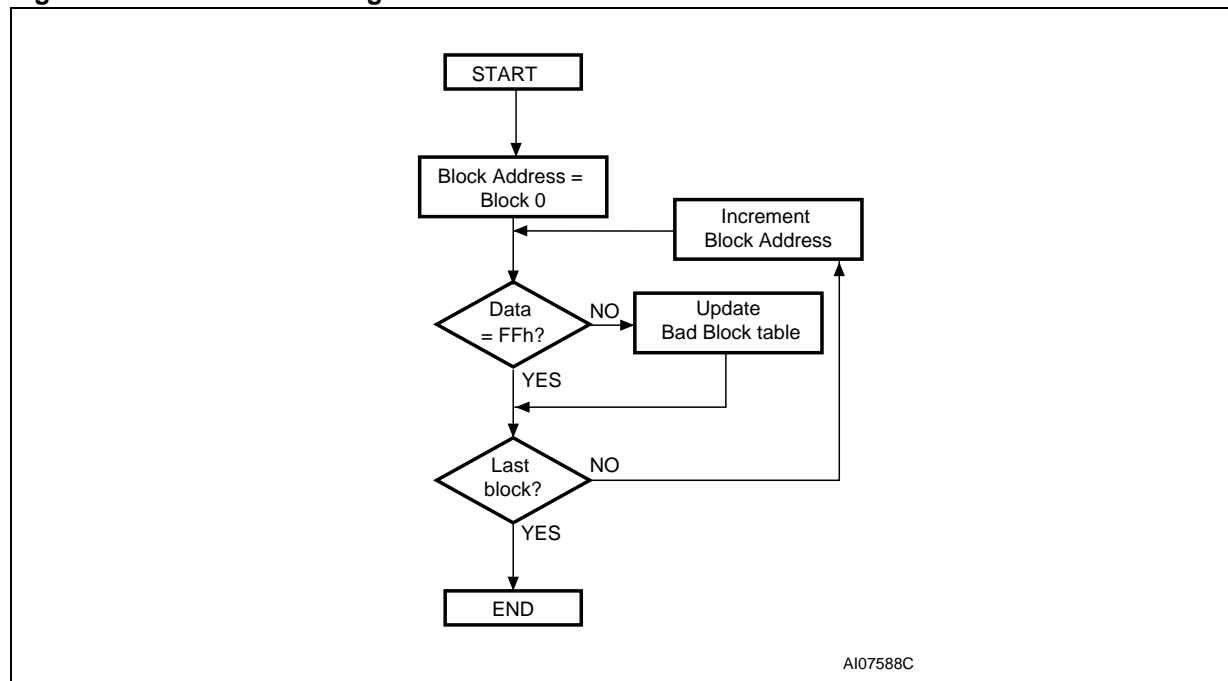 START
Block Address =
Block 0
Increment
Block Address
Data
= FFh?
NO
Update
Bad Block table
YES
Last
block?
NO
YES
END
AI07588C